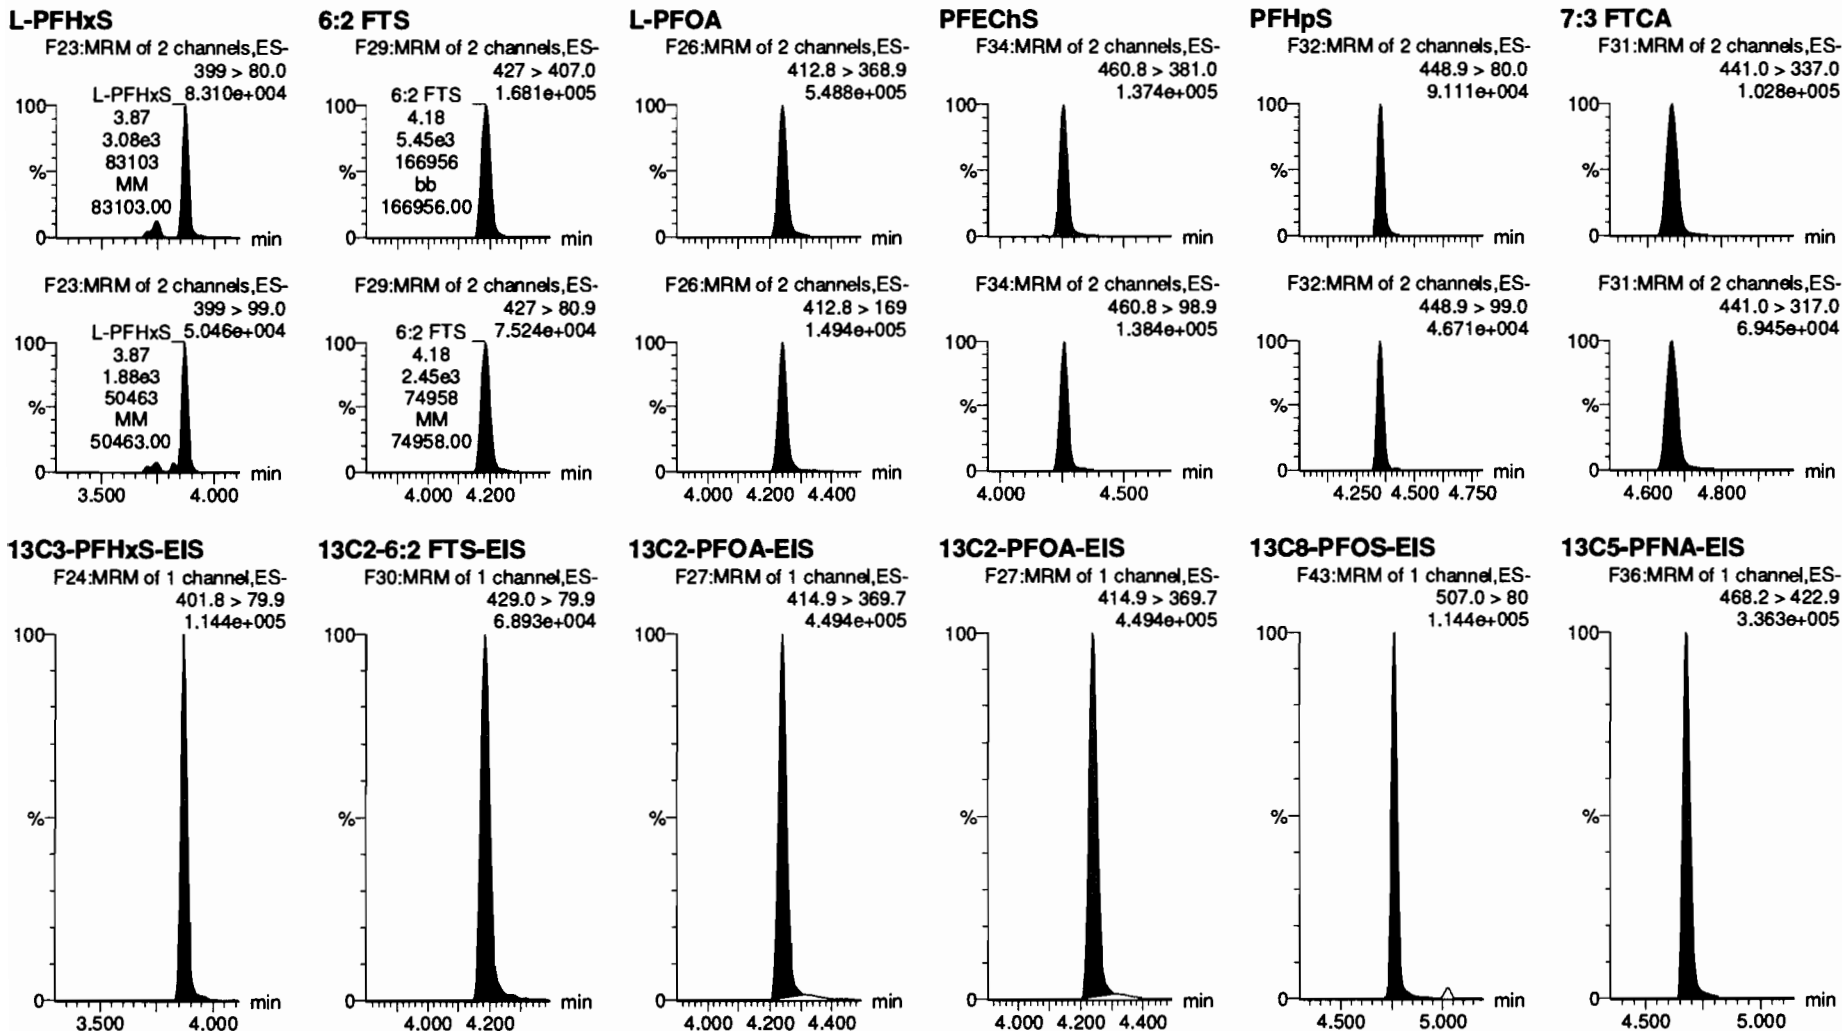 L-PFHxS
F23:MRM of 2 channels,ES-
399 > 80.0
8.310e+004
L-PFHxS
3.87
3.08e3
83103
MM
83103.00
100
%
0
min
F23:MRM of 2 channels,ES-
399 > 99.0
5.046e+004
L-PFHxS
3.87
1.88e3
50463
MM
50463.00
100
%
0
min
3.500 4.000
13C3-PFHxS-EIS
F24:MRM of 1 channel,ES-
401.8 > 79.9
1.144e+005
100
%
0
min
3.500 4.000
6:2 FTS
F29:MRM of 2 channels,ES-
427 > 407.0
1.681e+005
6:2 FTS
4.18
5.45e3
166956
bb
166956.00
100
%
0
min
F29:MRM of 2 channels,ES-
427 > 80.9
7.524e+004
6:2 FTS
4.18
2.45e3
74958
MM
74958.00
100
%
0
min
4.000 4.200
13C2-6:2 FTS-EIS
F30:MRM of 1 channel,ES-
429.0 > 79.9
6.893e+004
100
%
0
min
4.000 4.200
L-PFOA
F26:MRM of 2 channels,ES-
412.8 > 368.9
5.488e+005
100
%
0
min
F26:MRM of 2 channels,ES-
412.8 > 169
1.494e+005
100
%
0
min
4.000 4.200 4.400
13C2-PFOA-EIS
F27:MRM of 1 channel,ES-
414.9 > 369.7
4.494e+005
100
%
0
min
4.000 4.200 4.400
PFEChS
F34:MRM of 2 channels,ES-
460.8 > 381.0
1.374e+005
100
%
0
min
F34:MRM of 2 channels,ES-
460.8 > 98.9
1.384e+005
100
%
0
min
4.000 4.500
13C2-PFOA-EIS
F27:MRM of 1 channel,ES-
414.9 > 369.7
4.494e+005
100
%
0
min
4.000 4.200 4.400
PFHpS
F32:MRM of 2 channels,ES-
448.9 > 80.0
9.111e+004
100
%
0
min
F32:MRM of 2 channels,ES-
448.9 > 99.0
4.671e+004
100
%
0
min
4.250 4.500 4.750
13C8-PFOS-EIS
F43:MRM of 1 channel,ES-
507.0 > 80
1.144e+005
100
%
0
min
4.500 5.000
7:3 FTCA
F31:MRM of 2 channels,ES-
441.0 > 337.0
1.028e+005
100
%
0
min
F31:MRM of 2 channels,ES-
441.0 > 317.0
6.945e+004
100
%
0
min
4.600 4.800
13C5-PFNA-EIS
F36:MRM of 1 channel,ES-
468.2 > 422.9
3.363e+005
100
%
0
min
4.500 5.000